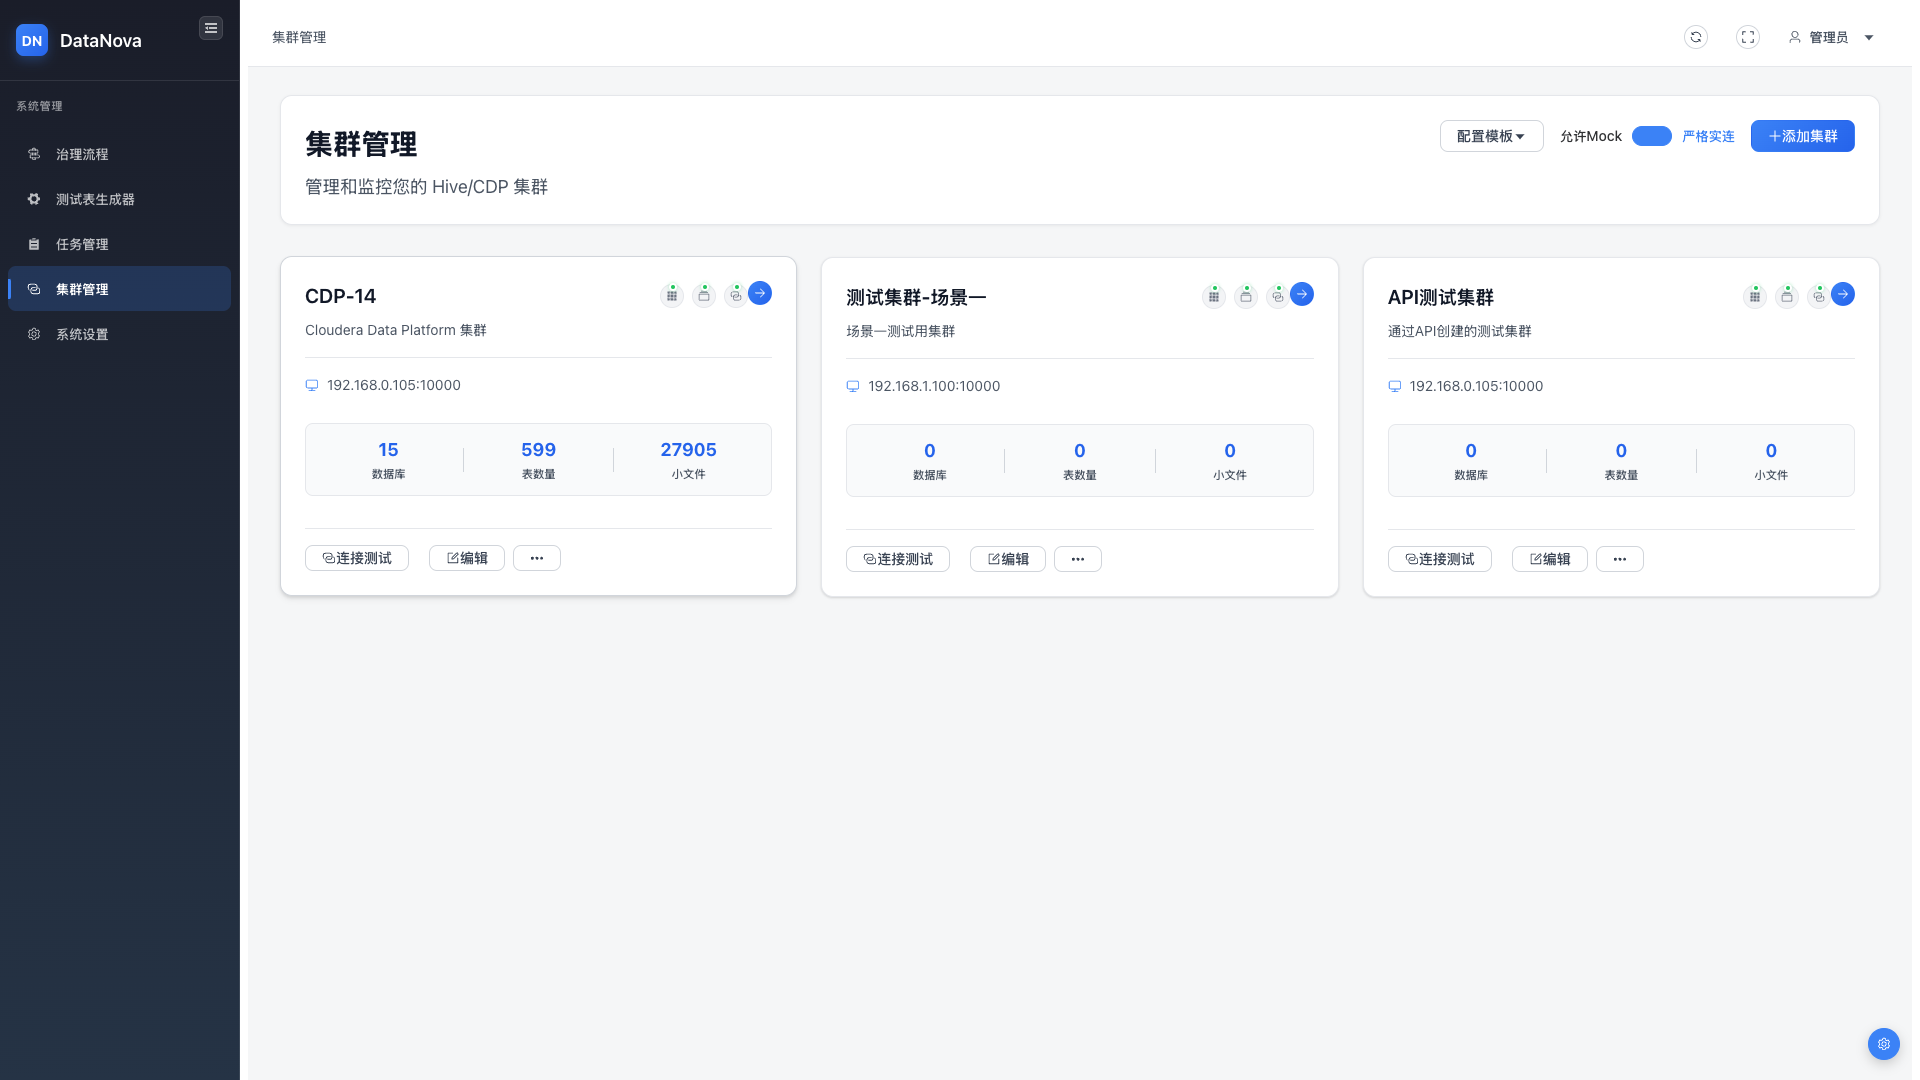 DN DataNova
系统管理
治理流程
测试表生成器
任务管理
集群管理
系统设置
集群管理
管理员
集群管理
管理和监控您的 Hive/CDP 集群
配置模板
允许Mock
严格实连
添加集群
CDP-14
Cloudera Data Platform 集群
192.168.0.105:10000
15 599 27905
数据库 表数量 小文件
连接测试 编辑 ···
测试集群-场景一
场景一测试用集群
192.168.1.100:10000
0 0 0
数据库 表数量 小文件
连接测试 编辑 ···
API测试集群
通过API创建的测试集群
192.168.0.105:10000
0 0 0
数据库 表数量 小文件
连接测试 编辑 ···